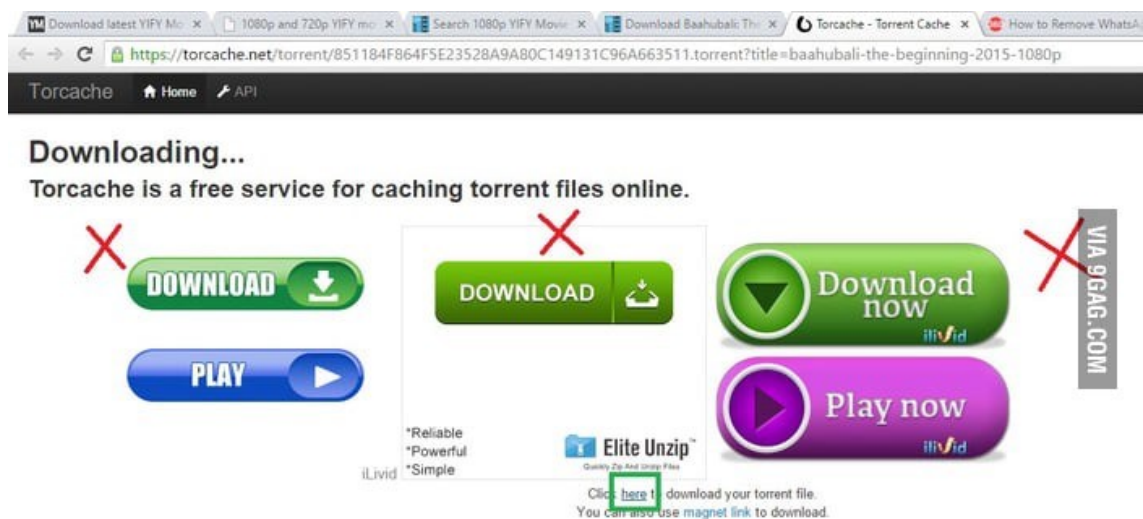 Download latest YIFY Mo
1080p and 720p YIFY mo
Search 1080p YIFY Movie
Download Baahubali: The
Torcache - Torrent Cache
How to Remove WhatsA
https://torcache.net/torrent/851184F864F5E23528A9A80C149131C96A663511.torrent?title=baahubali-the-beginning-2015-1080p
Torcache Home API
Downloading...
Torcache is a free service for caching torrent files online.
DOWNLOAD
PLAY
iLivid
DOWNLOAD
*Reliable
*Powerful
*Simple
Elite Unzip™
Quickly Zip And Unzip Files
Download
now
ilivid
Play now
ilivid
Click here to download your torrent file.
You can also use magnet link to download.
VIA 9GAG.COM